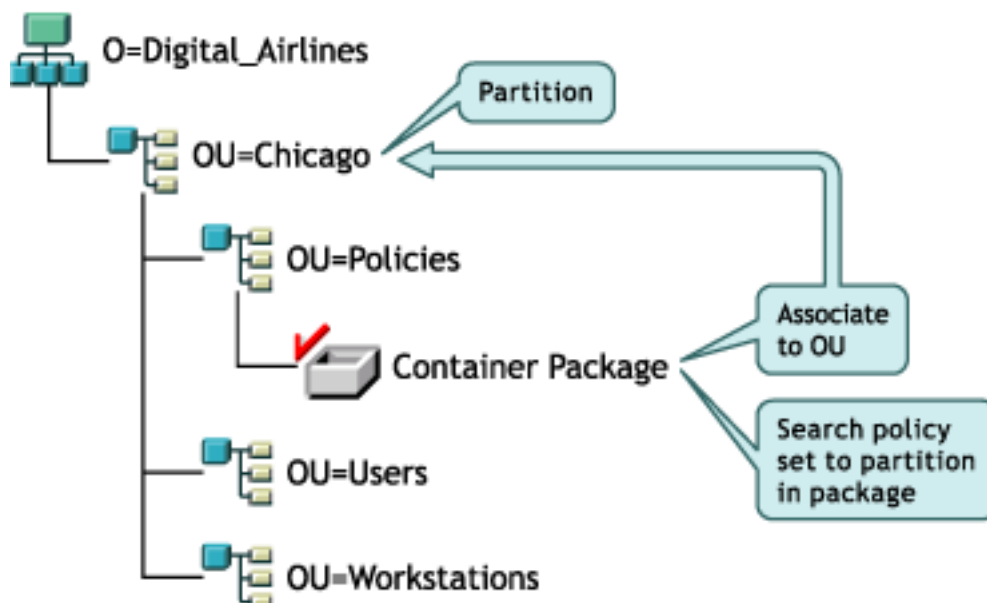 O=Digital_Airlines
Partition
OU=Chicago
OU=Policies
Associate
to OU
Container Package
Search policy
set to partition
in package
OU=Users
OU=Workstations